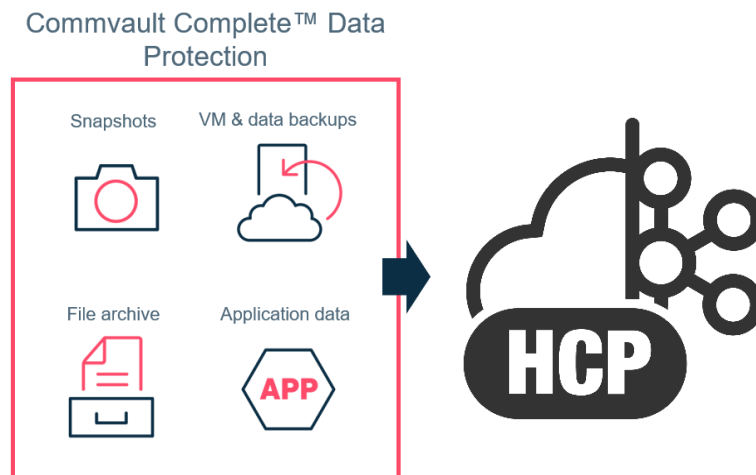 Commvault Complete™ Data
Protection
Snapshots
VM & data backups
File archive
Application data
APP
HCP